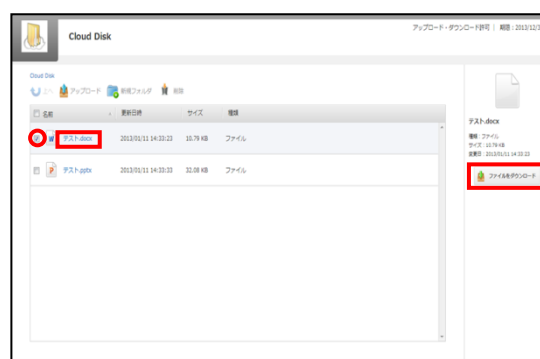 Cloud Disk
アップロード・ダウンロード許可 | 期限 : 2013/12/3
Cloud Disk
上へ アップロード 新規フォルダ 削除
名前 更新日時 サイズ 種類
テスト.docx 2013/01/11 14:33:23 10.79 KB ファイル
テスト.pptx 2013/01/11 14:33:33 32.09 KB ファイル
テスト.docx
種類 : ファイル
サイズ : 10.79 KB
変更日 : 2013/01/11 14:33:23
ファイルをダウンロード